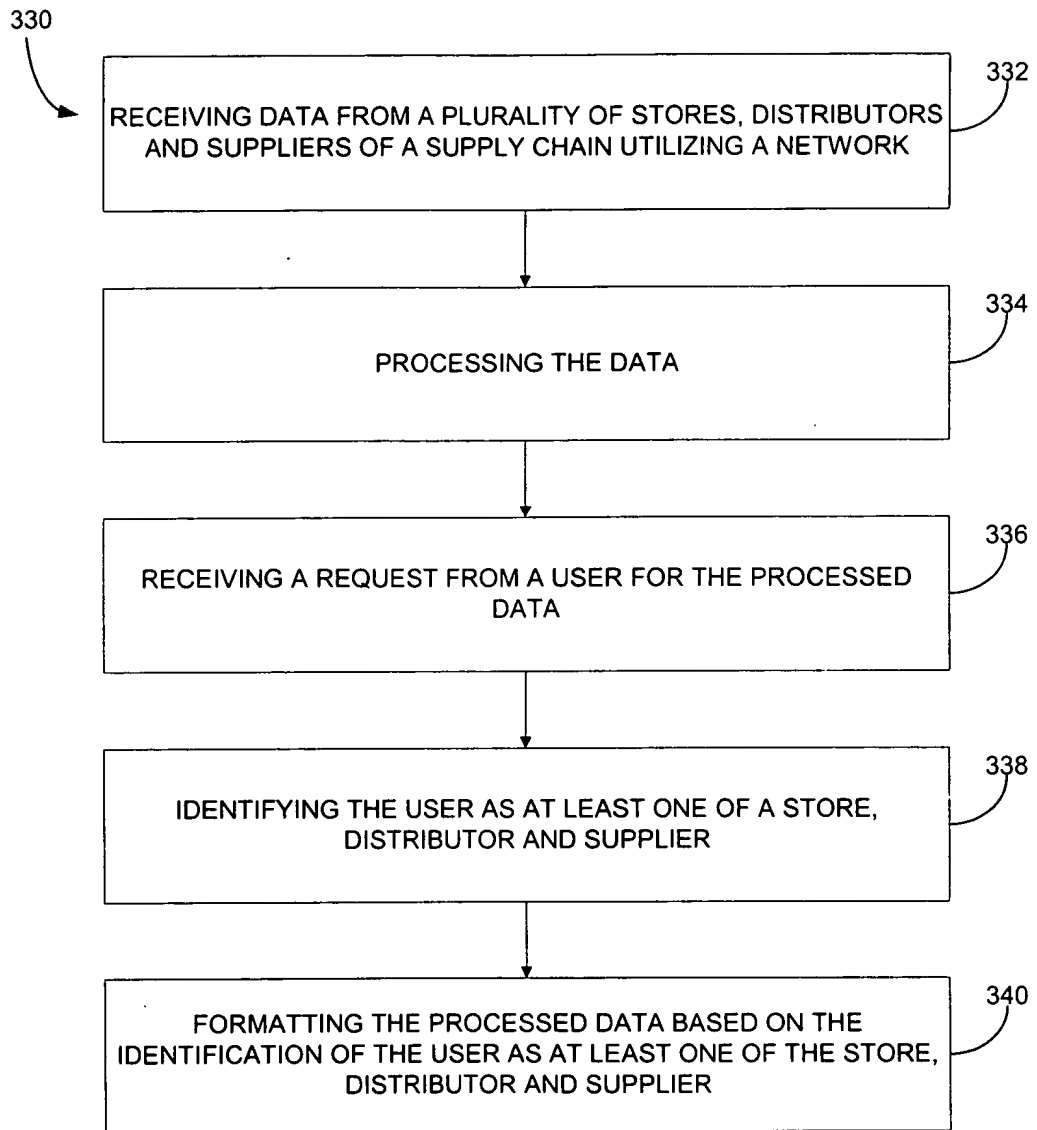 330
332
RECEIVING DATA FROM A PLURALITY OF STORES, DISTRIBUTORS
AND SUPPLIERS OF A SUPPLY CHAIN UTILIZING A NETWORK
334
PROCESSING THE DATA
336
RECEIVING A REQUEST FROM A USER FOR THE PROCESSED
DATA
338
IDENTIFYING THE USER AS AT LEAST ONE OF A STORE,
DISTRIBUTOR AND SUPPLIER
340
FORMATTING THE PROCESSED DATA BASED ON THE
IDENTIFICATION OF THE USER AS AT LEAST ONE OF THE STORE,
DISTRIBUTOR AND SUPPLIER